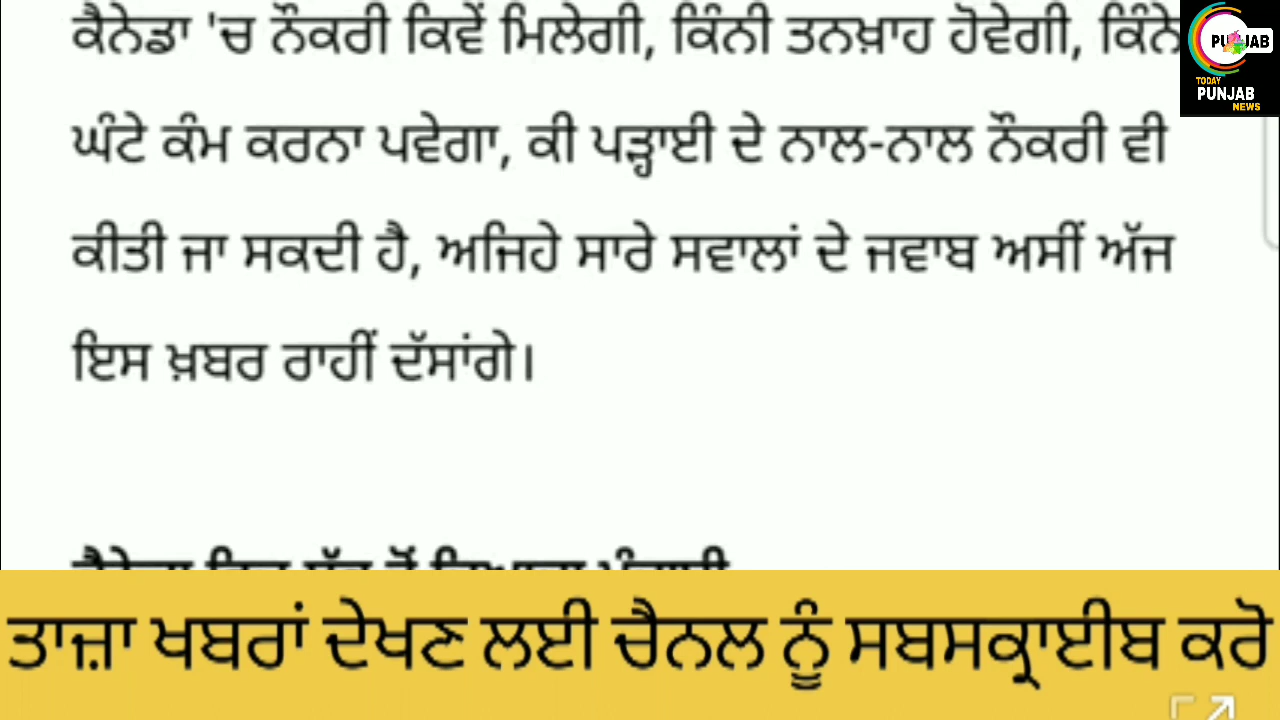 ਕੈਨੇਡਾ 'ਚ ਨੌਕਰੀ ਕਿਵੇਂ ਮਿਲੇਗੀ, ਕਿੰਨੀ ਤਨਖ਼ਾਹ ਹੋਵੇਗੀ, ਕਿੰਨੇ
ਘੰਟੇ ਕੰਮ ਕਰਨਾ ਪਵੇਗਾ, ਕੀ ਪੜ੍ਹਾਈ ਦੇ ਨਾਲ-ਨਾਲ ਨੌਕਰੀ ਵੀ
ਕੀਤੀ ਜਾ ਸਕਦੀ ਹੈ, ਅਜਿਹੇ ਸਾਰੇ ਸਵਾਲਾਂ ਦੇ ਜਵਾਬ ਅਸੀਂ ਅੱਜ
ਇਸ ਖ਼ਬਰ ਰਾਹੀਂ ਦੱਸਾਂਗੇ।
ਤਾਜ਼ਾ ਖਬਰਾਂ ਦੇਖਣ ਲਈ ਚੈਨਲ ਨੂੰ ਸਬਸਕ੍ਰਾਈਬ ਕਰੋ
PUNJAB
TODAY
PUNJAB
NEWS